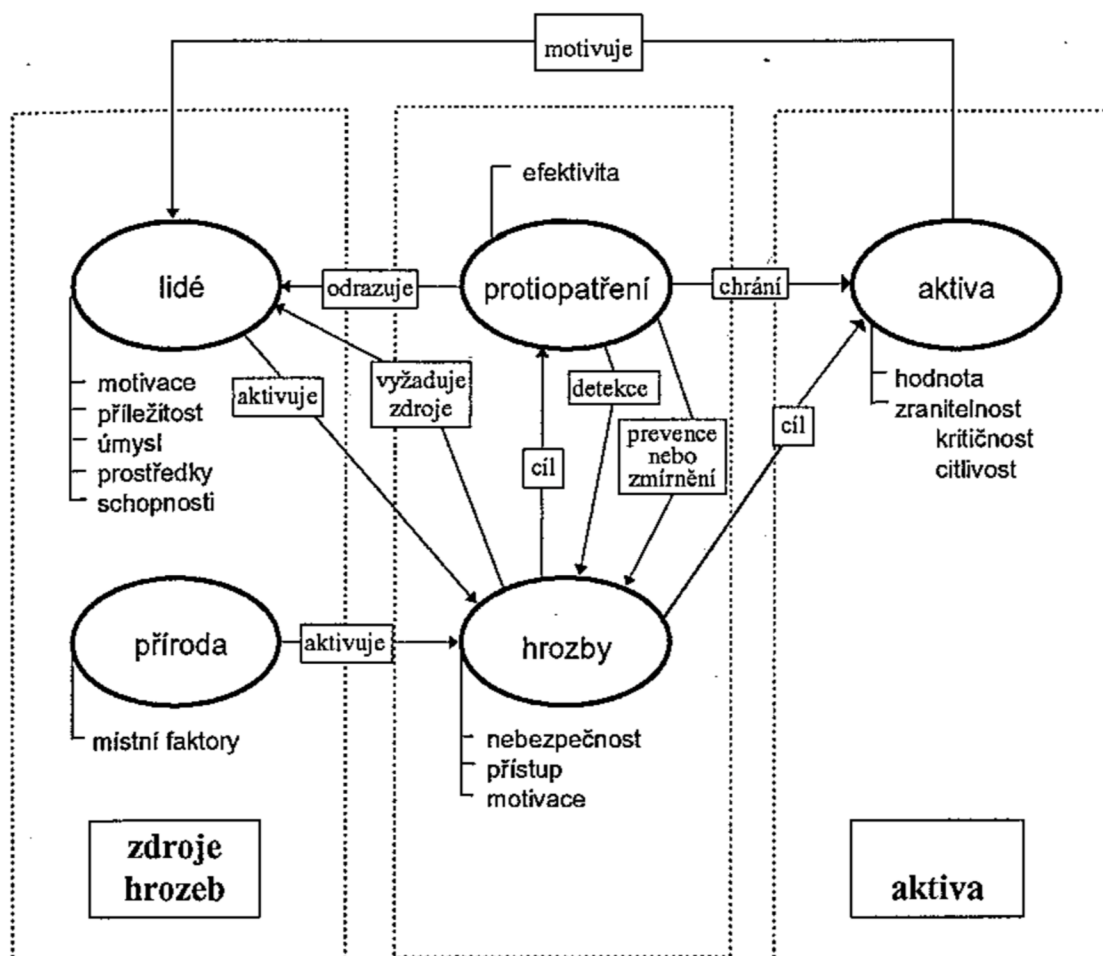 motivuje
efektivita
lidé
odrazuje
protiopatření
chrání
aktiva
motivace
příležitost
úmysl
prostředky
schopnosti
aktivuje
vyžaduje
zdroje
cíl
detekce
prevence
nebo
zmírnění
cíl
hodnota
zranitelnost
kritičnost
citlivost
příroda
aktivuje
hrozby
místní faktory
nebezpečnost
přístup
motivace
zdroje
hrozeb
aktiva